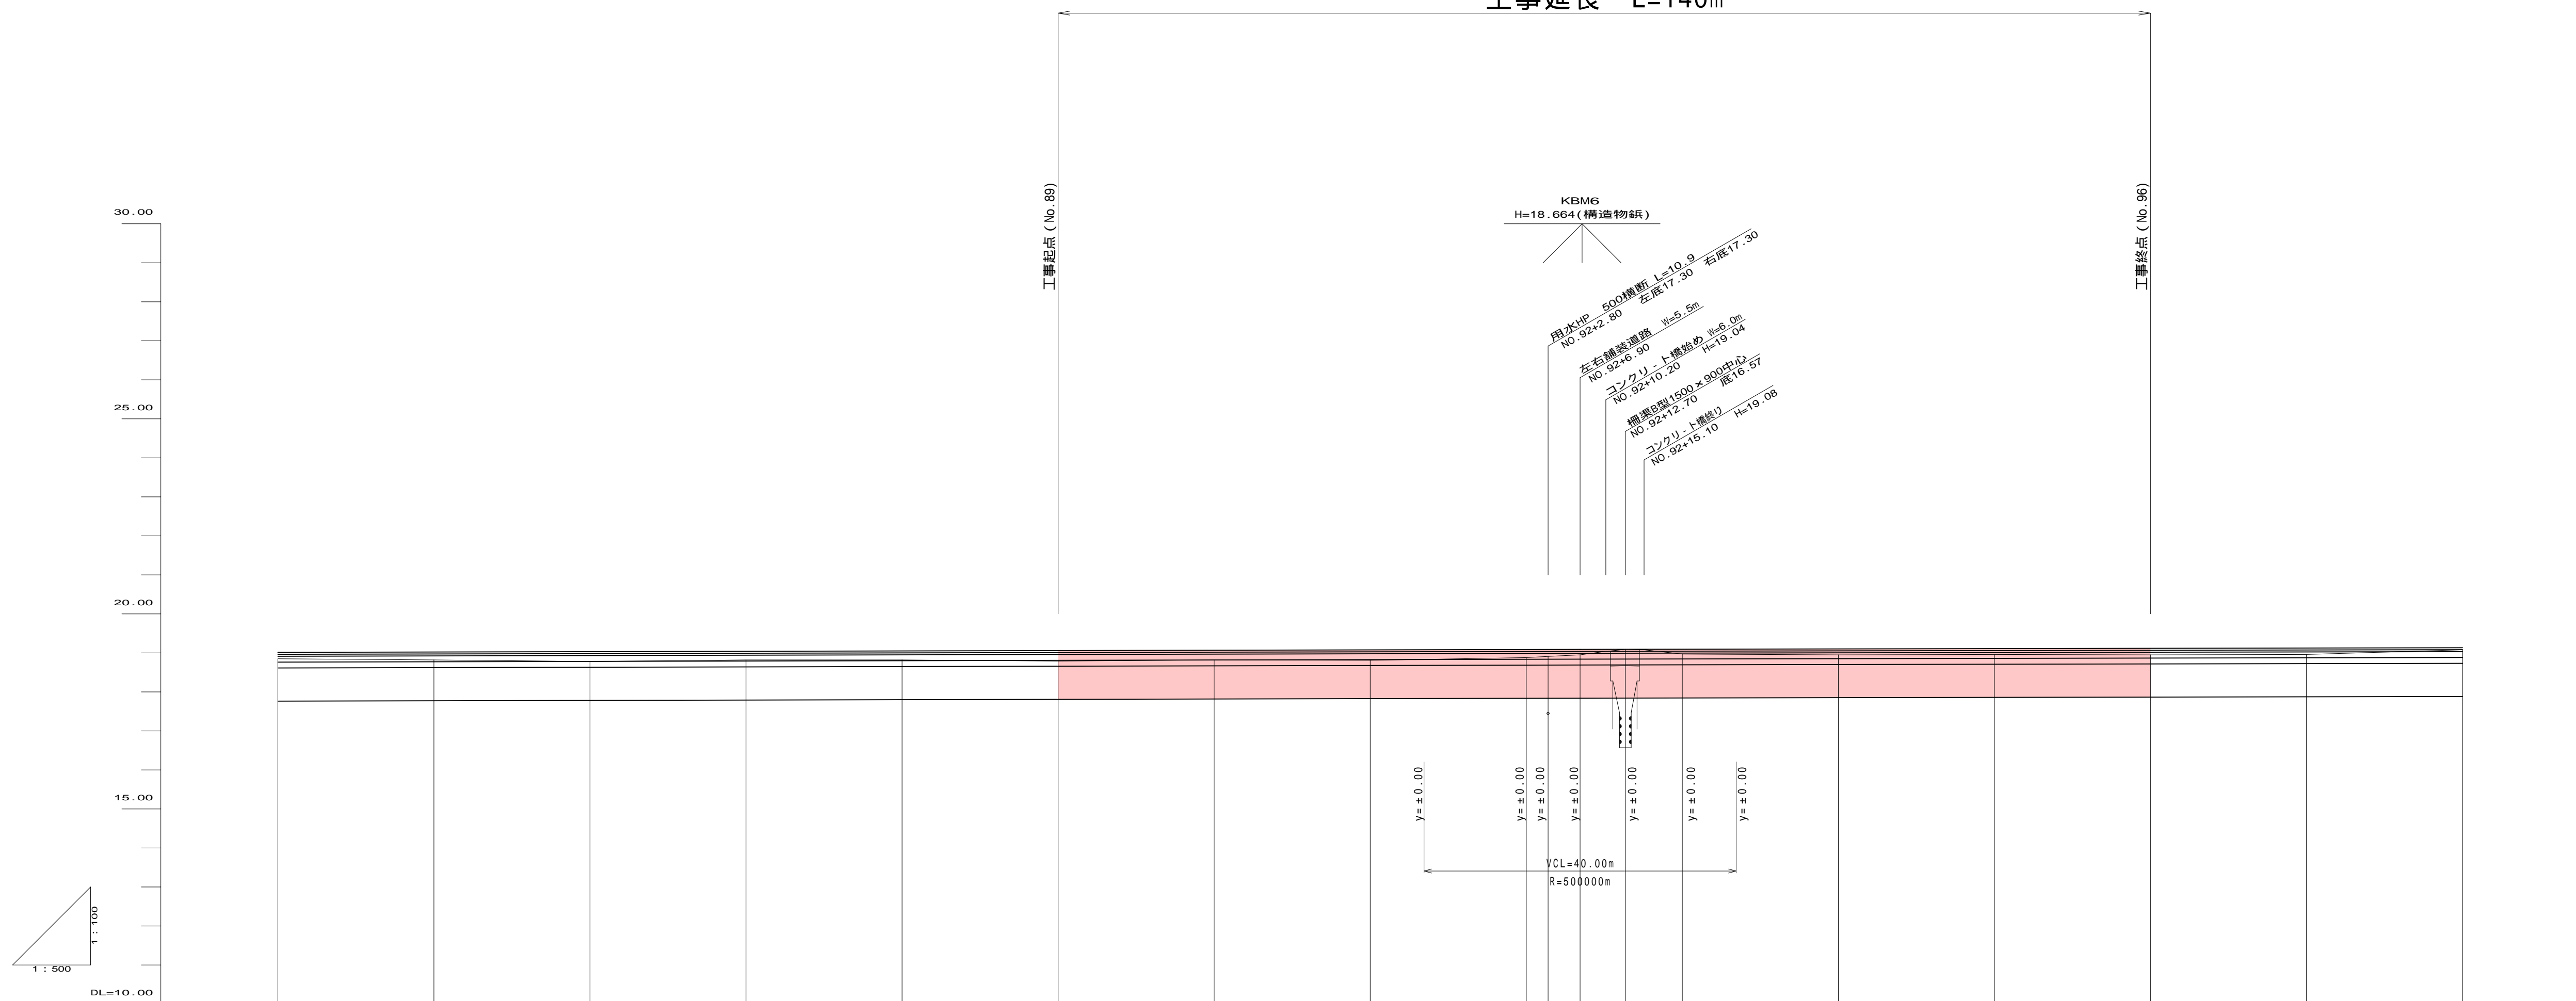 工事延長　L=140m
工事起点（No.89)
工事終点（No.96)
KBM6
H=18.664(構造物鋲)
用水HP　500横断 L=10.9
NO.92+2.80　左底17.30　右底17.30
左右舗装道路　W=5.5m
NO.92+6.90
コンクリ-ト橋始め W=6.0m
NO.92+10.20　H=19.04
柵渠B型1500×900中心
NO.92+12.70　底16.57
コンクリ-ト橋終り
NO.92+15.10　H=19.08
30.00
25.00
20.00
15.00
DL=10.00
y=±0.00
y=±0.00
y=±0.00
y=±0.00
y=±0.00
y=±0.00
y=±0.00
VCL=40.00m
R=500000m
1：100
1：500